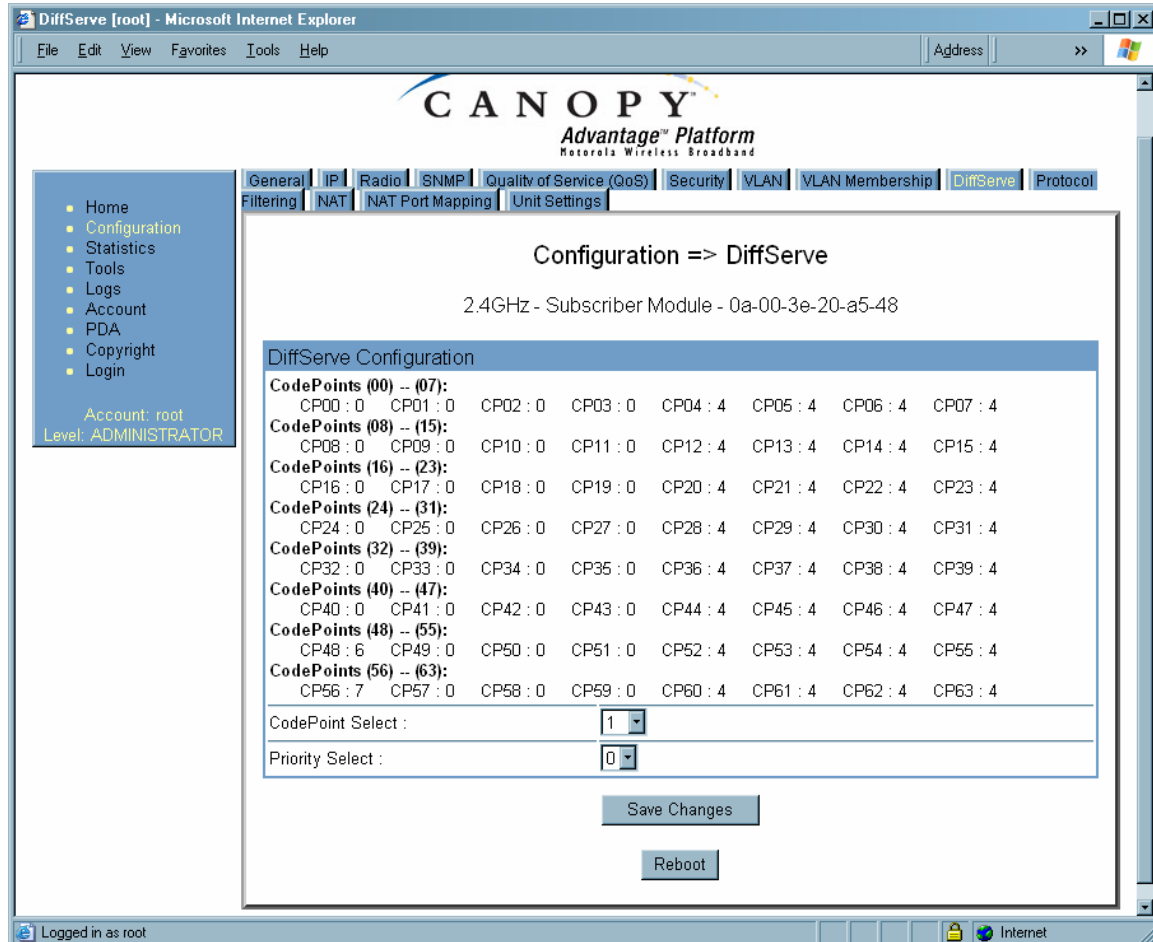 DiffServe [root] - Microsoft Internet Explorer
File Edit View Favorites Tools Help Address »
CANOPY™
Advantage™ Platform
Motorola Wireless Broadband
General IP Radio SNMP Quality of Service (QoS) Security VLAN VLAN Membership DiffServe Protocol
Filtering NAT NAT Port Mapping Unit Settings
Home
Configuration
Statistics
Tools
Logs
Account
PDA
Copyright
Login
Account: root
Level: ADMINISTRATOR
Configuration => DiffServe
2.4GHz - Subscriber Module - 0a-00-3e-20-a5-48
DiffServe Configuration
CodePoints (00) -- (07):
CP00 : 0 CP01 : 0 CP02 : 0 CP03 : 0 CP04 : 4 CP05 : 4 CP06 : 4 CP07 : 4
CodePoints (08) -- (15):
CP08 : 0 CP09 : 0 CP10 : 0 CP11 : 0 CP12 : 4 CP13 : 4 CP14 : 4 CP15 : 4
CodePoints (16) -- (23):
CP16 : 0 CP17 : 0 CP18 : 0 CP19 : 0 CP20 : 4 CP21 : 4 CP22 : 4 CP23 : 4
CodePoints (24) -- (31):
CP24 : 0 CP25 : 0 CP26 : 0 CP27 : 0 CP28 : 4 CP29 : 4 CP30 : 4 CP31 : 4
CodePoints (32) -- (39):
CP32 : 0 CP33 : 0 CP34 : 0 CP35 : 0 CP36 : 4 CP37 : 4 CP38 : 4 CP39 : 4
CodePoints (40) -- (47):
CP40 : 0 CP41 : 0 CP42 : 0 CP43 : 0 CP44 : 4 CP45 : 4 CP46 : 4 CP47 : 4
CodePoints (48) -- (55):
CP48 : 6 CP49 : 0 CP50 : 0 CP51 : 0 CP52 : 4 CP53 : 4 CP54 : 4 CP55 : 4
CodePoints (56) -- (63):
CP56 : 7 CP57 : 0 CP58 : 0 CP59 : 0 CP60 : 4 CP61 : 4 CP62 : 4 CP63 : 4
CodePoint Select : 1
Priority Select : 0
Save Changes
Reboot
Logged in as root Internet